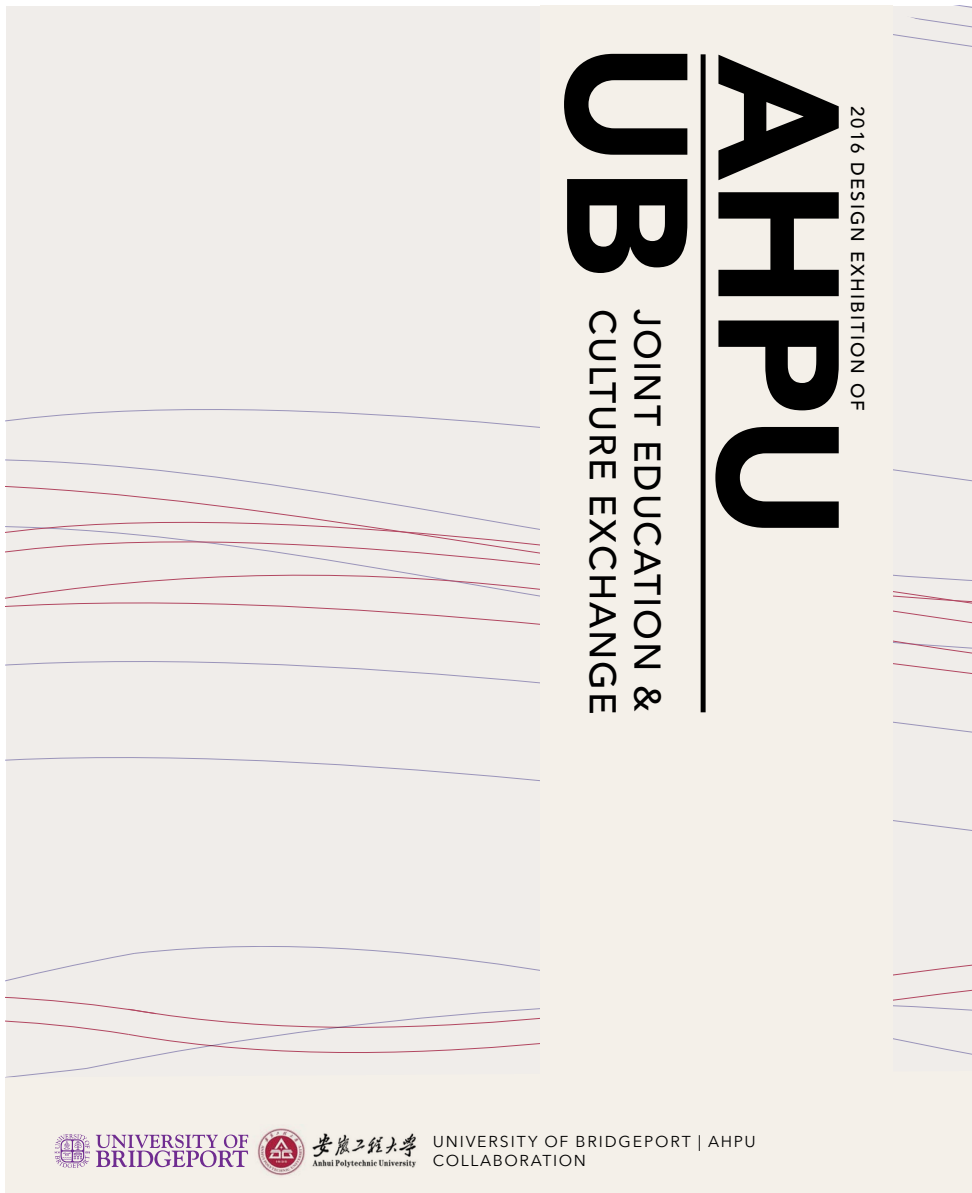 2016 DESIGN EXHIBITION OF
AHPU
UB
JOINT EDUCATION &
CULTURE EXCHANGE
UNIVERSITY OF
BRIDGEPORT
安徽工程大学
Anhui Polytechnic University
UNIVERSITY OF BRIDGEPORT | AHPU
COLLABORATION